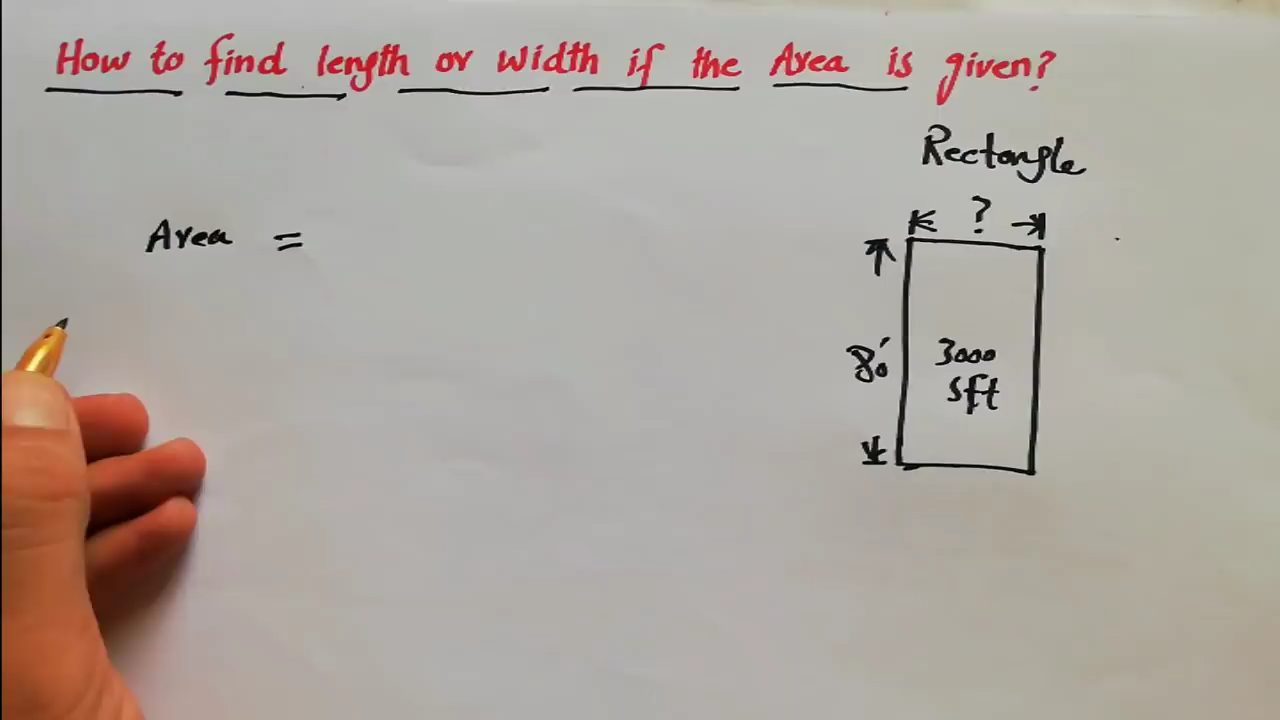 How to find length or width if the Area is given?
Rectangle
?
Area =
80'
3000
sft